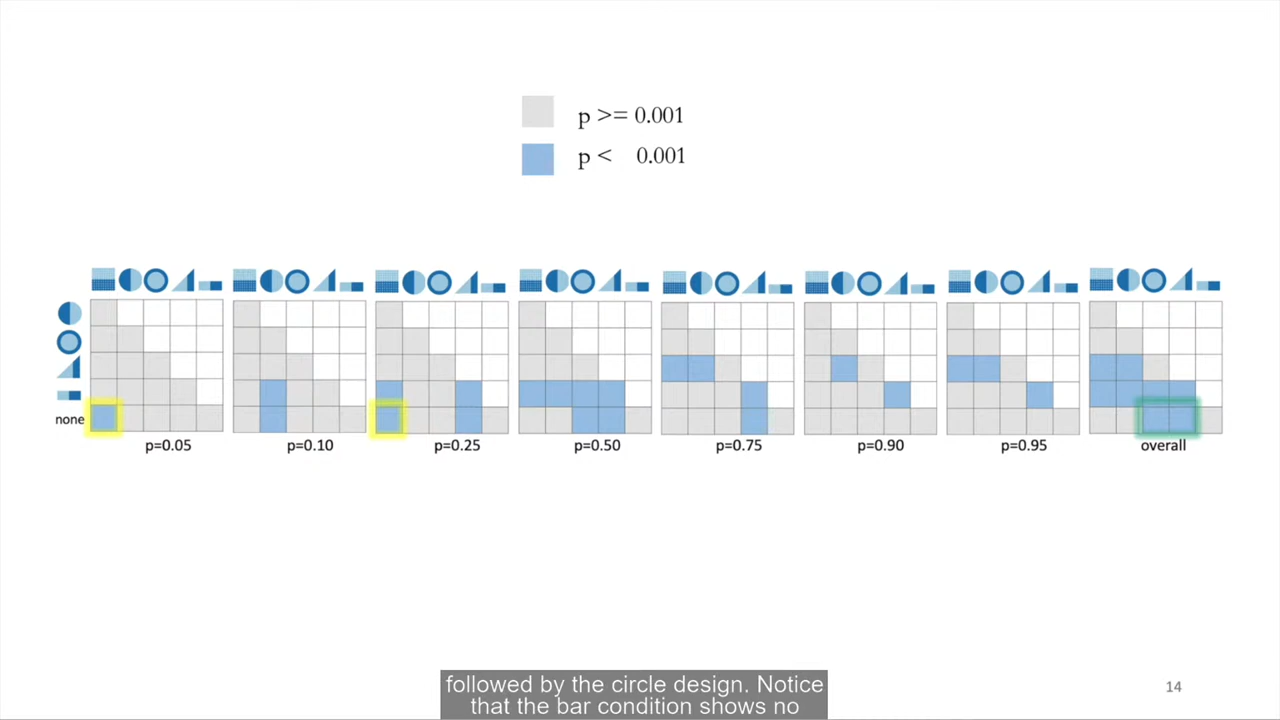 p >= 0.001
p < 0.001
none
p=0.05
p=0.10
p=0.25
p=0.50
p=0.75
p=0.90
p=0.95
overall
followed by the circle design. Notice
that the bar condition shows no
14